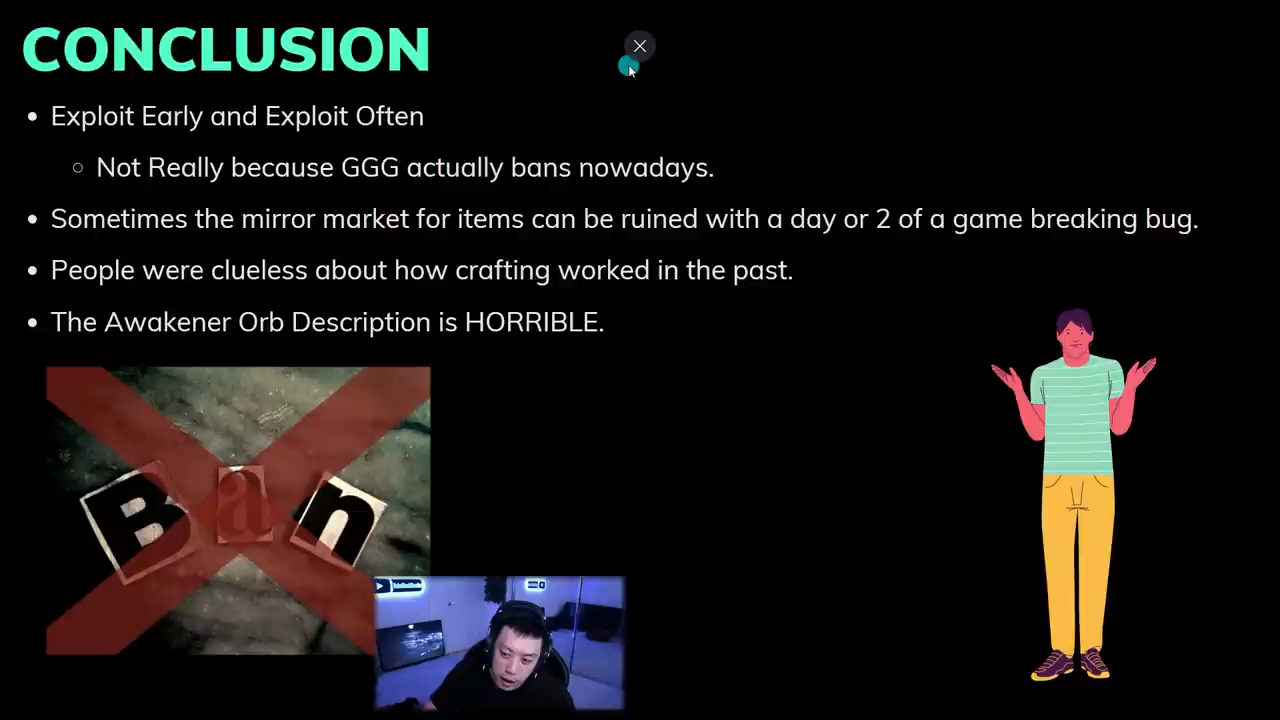 CONCLUSION
Exploit Early and Exploit Often
Not Really because GGG actually bans nowadays.
Sometimes the mirror market for items can be ruined with a day or 2 of a game breaking bug.
People were clueless about how crafting worked in the past.
The Awakener Orb Description is HORRIBLE.
Ban